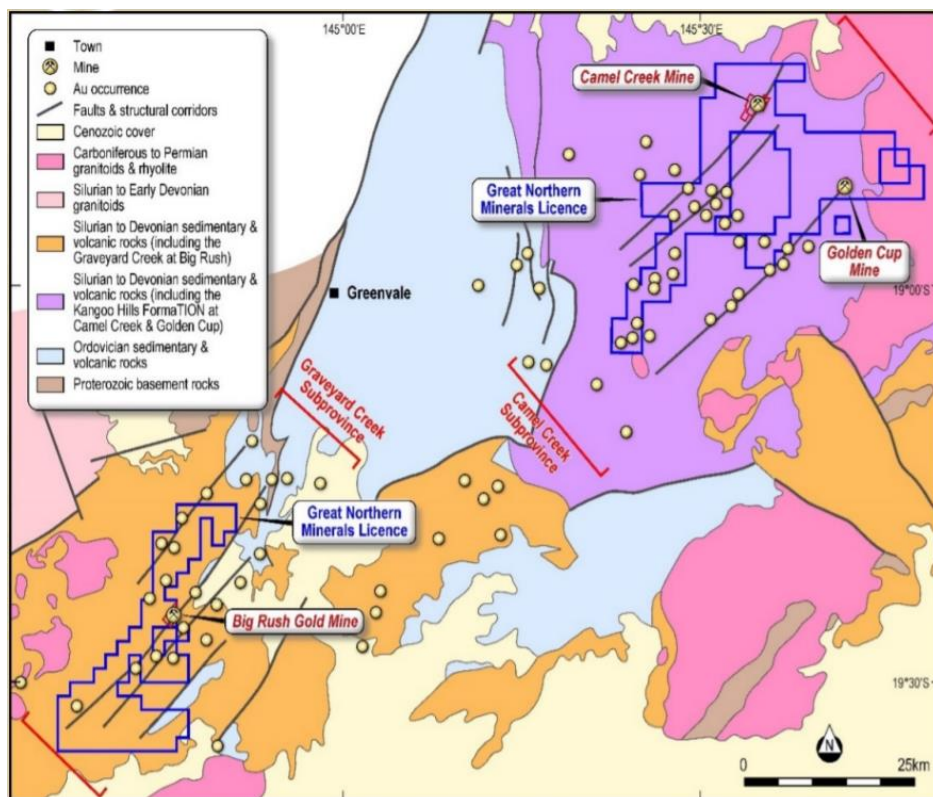 145°00'E
145°30'E
Town
Mine
Au occurrence
Faults & structural corridors
Cenozoic cover
Carboniferous to Permian
granitoids & rhyolite
Silurian to Early Devonian
granitoids
Silurian to Devonian sedimentary &
volcanic rocks (including the
Graveyard Creek at Big Rush)
Silurian to Devonian sedimentary &
volcanic rocks (including the
Kangoo Hills FormaTION at
Camel Creek & Golden Cup)
Ordovician sedimentary &
volcanic rocks
Proterozoic basement rocks
Camel Creek Mine
Great Northern
Minerals Licence
Golden Cup
Mine
19°00'S
Greenvale
Graveyard Creek
Subprovince
Camel Creek
Subprovince
Great Northern
Minerals Licence
Big Rush Gold Mine
19°30'S
N
0
25km